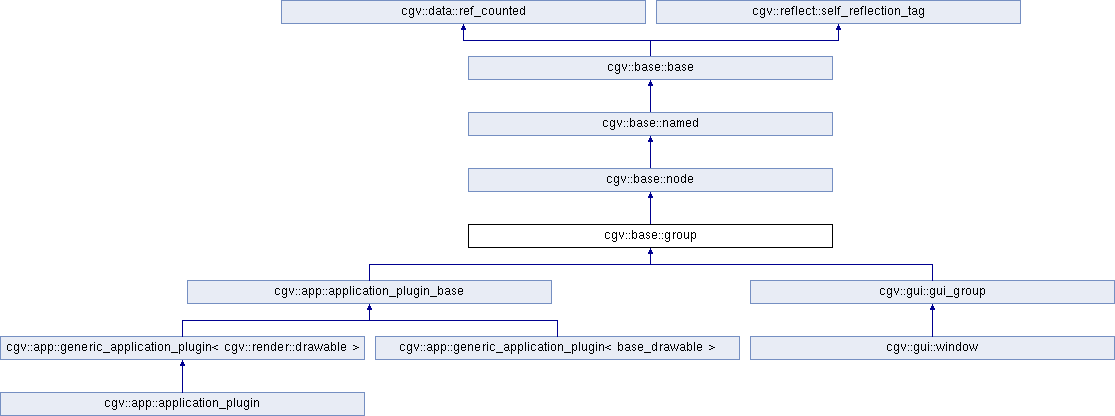 cgv::data::ref_counted
cgv::reflect::self_reflection_tag
cgv::base::base
cgv::base::named
cgv::base::node
cgv::base::group
cgv::app::application_plugin_base
cgv::gui::gui_group
cgv::app::generic_application_plugin< cgv::render::drawable >
cgv::app::generic_application_plugin< base_drawable >
cgv::gui::window
cgv::app::application_plugin